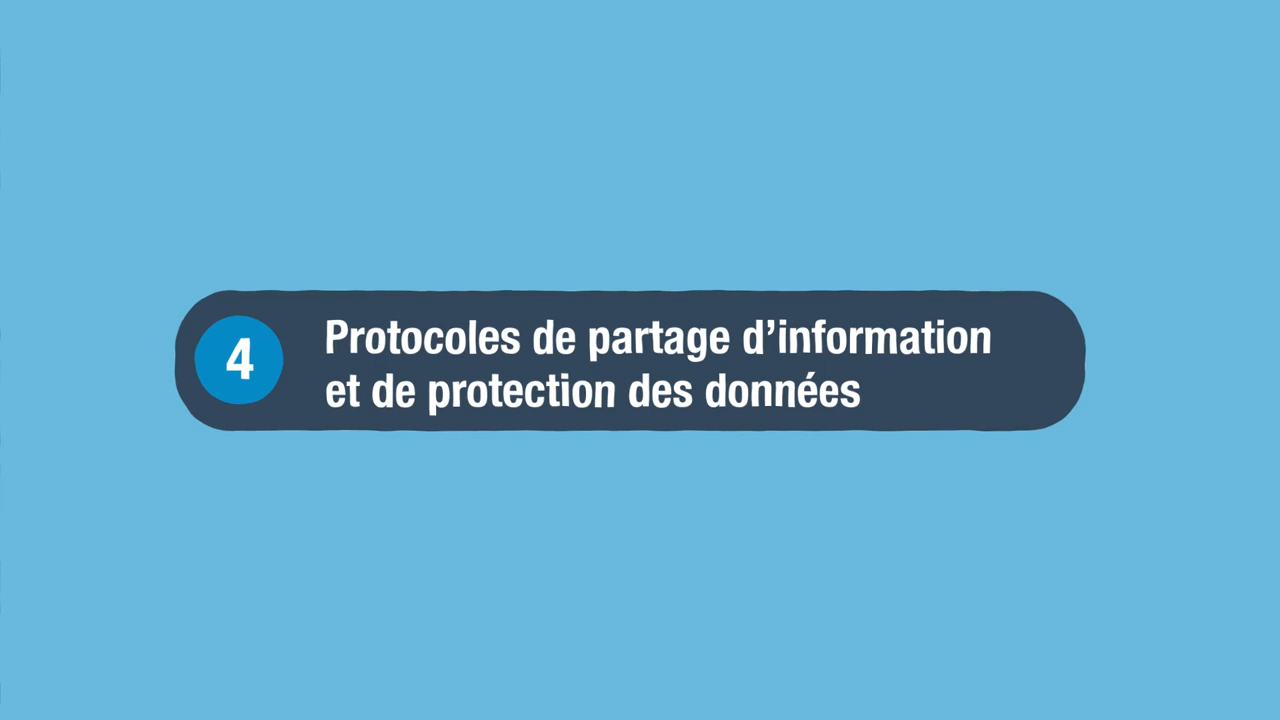 4
Protocoles de partage d’information
et de protection des données